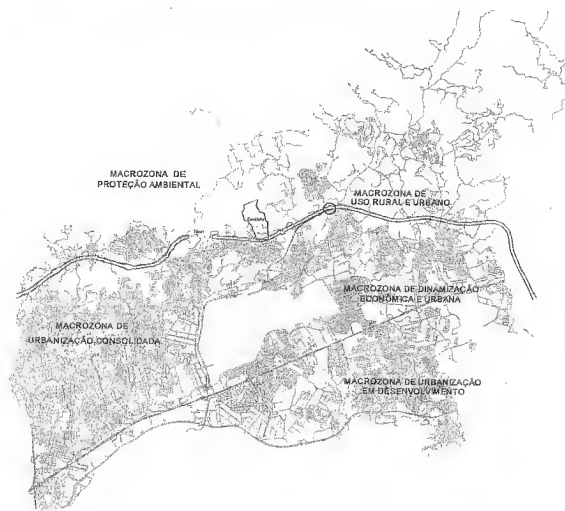 MACROZONA DE
PROTEÇÃO AMBIENTAL
MACROZONA DE
USO RURAL E URBANO
MACROZONA DE DINAMIZAÇÃO
ECONÔMICA E URBANA
MACROZONA DE
URBANIZAÇÃO CONSOLIDADA
MACROZONA DE URBANIZAÇÃO
EM DESENVOLVIMENTO